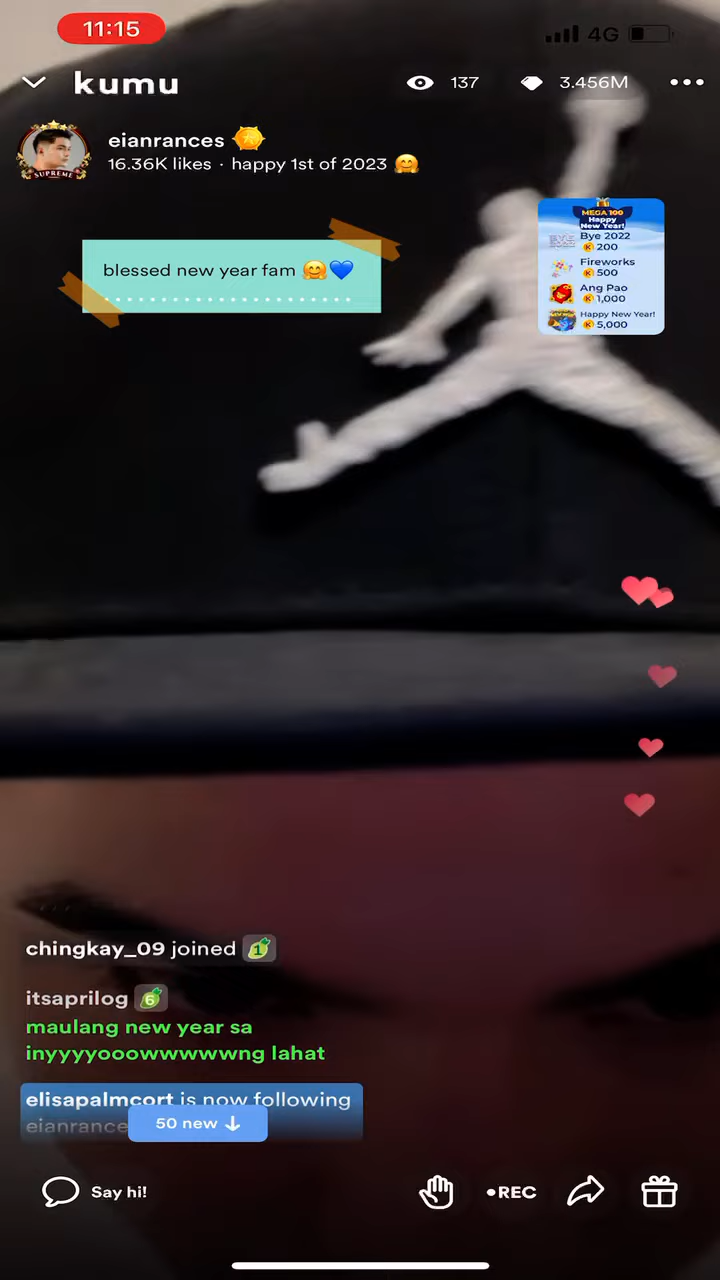 11:15
4G
kumu
137
3.456M
eianrances
16.36K likes · happy 1st of 2023 🤗
SUPREME
blessed new year fam 🤗💙
MEGA 100
Happy
New Year!
Bye 2022
K 200
Fireworks
K 500
Ang Pao
K 1,000
Happy New Year!
K 5,000
chingkay_09 joined 1
itsaprilog 6
maulang new year sa
inyyyyooowwwwwng lahat
elisapalmcort is now following
eianrance
50 new ↓
Say hi!
•REC